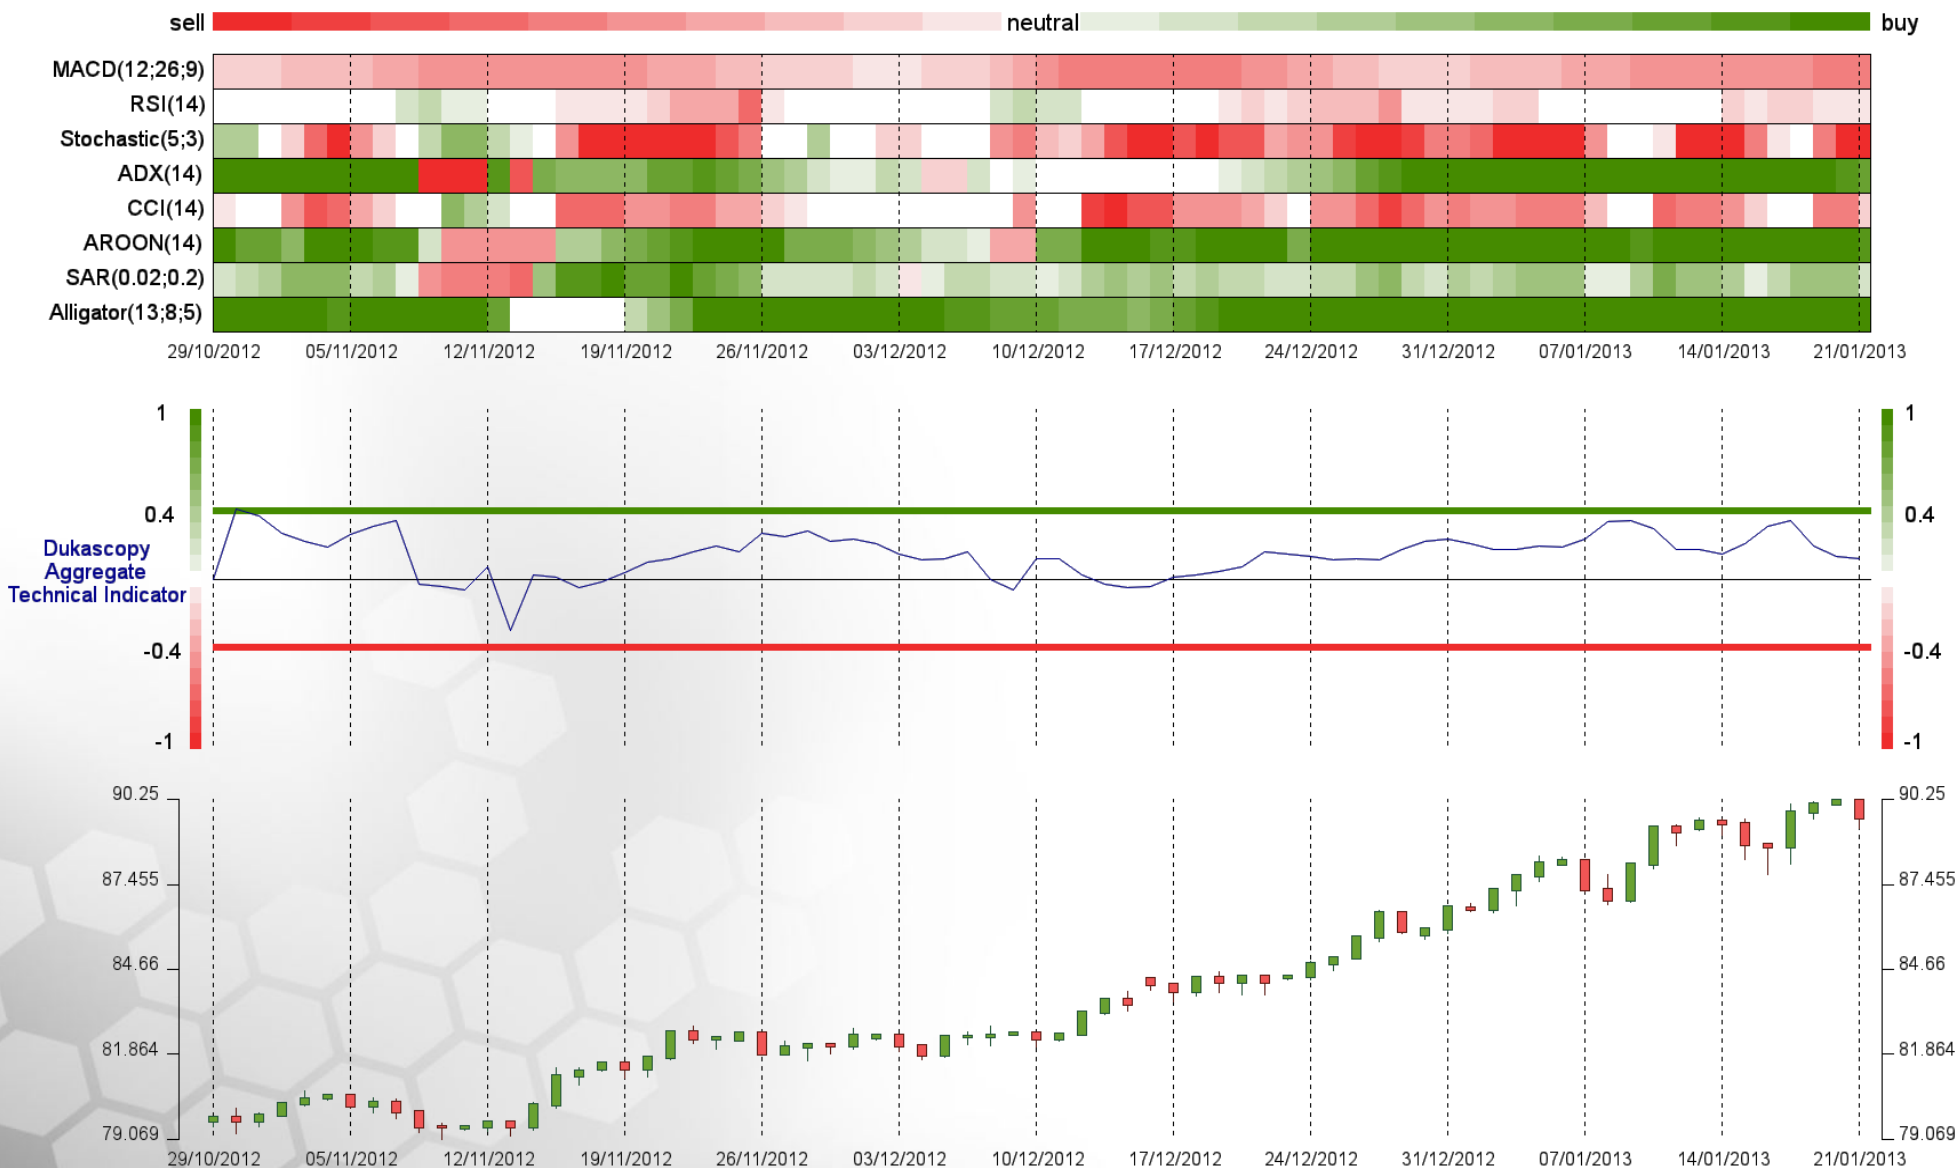 sell neutral buy
MACD(12;26;9)
RSI(14)
Stochastic(5;3)
ADX(14)
CCI(14)
AROON(14)
SAR(0.02;0.2)
Alligator(13;8;5)
29/10/2012 05/11/2012 12/11/2012 19/11/2012 26/11/2012 03/12/2012 10/12/2012 17/12/2012 24/12/2012 31/12/2012 07/01/2013 14/01/2013 21/01/2013
1 1
0.4 0.4
Dukascopy
Aggregate
Technical Indicator
-0.4 -0.4
-1 -1
90.25 90.25
87.455 87.455
84.66 84.66
81.864 81.864
79.069 79.069
29/10/2012 05/11/2012 12/11/2012 19/11/2012 26/11/2012 03/12/2012 10/12/2012 17/12/2012 24/12/2012 31/12/2012 07/01/2013 14/01/2013 21/01/2013